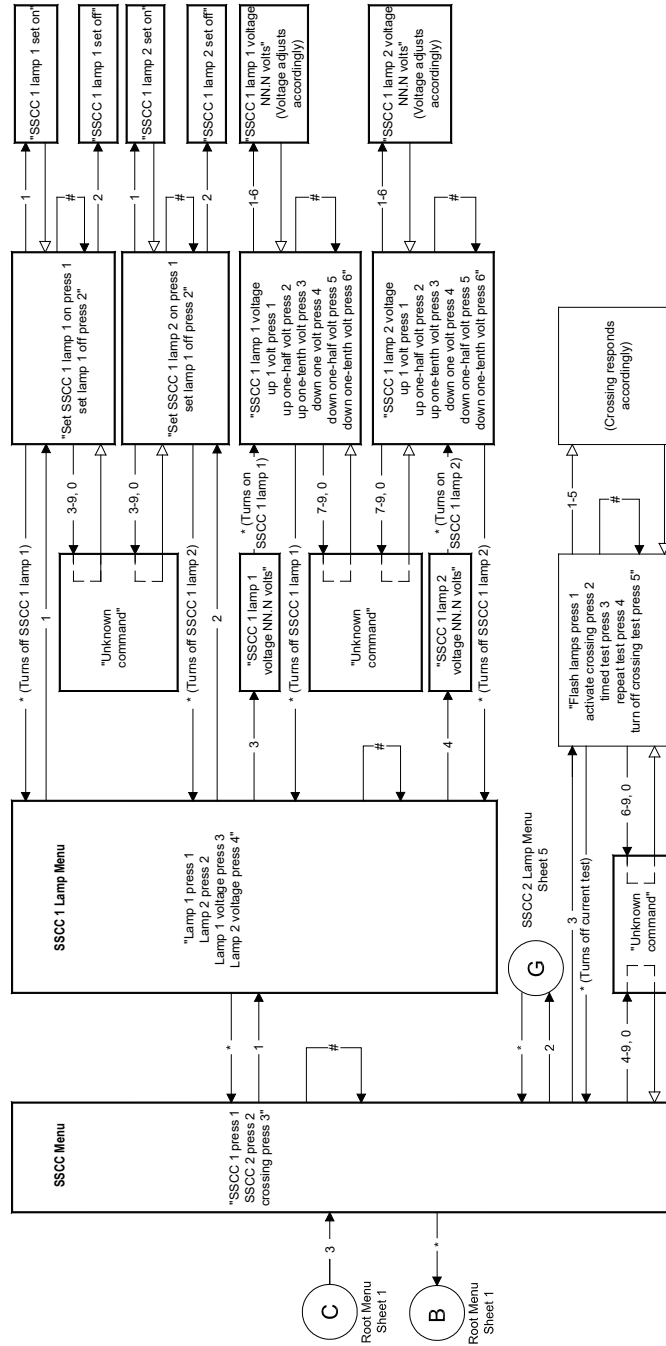 SSCC Menu
"SSCC 1 press 1
SSCC 2 press 2
crossing press 3"
C
Root Menu
Sheet 1
3
B
Root Menu
Sheet 1
*
*
1
#
SSCC 1 Lamp Menu
"Lamp 1 press 1
Lamp 2 press 2
Lamp 1 voltage press 3
Lamp 2 voltage press 4"
#
* (Turns off SSCC 1 lamp 1)
1
"Set SSCC 1 lamp 1 on press 1
set lamp 1 off press 2"
3-9, 0
1
"SSCC 1 lamp 1 set on"
#
2
"SSCC 1 lamp 1 set off"
"Unknown
command"
3-9, 0
* (Turns off SSCC 1 lamp 2)
2
"Set SSCC 1 lamp 2 on press 1
set lamp 1 off press 2"
1
"SSCC 1 lamp 2 set on"
#
2
"SSCC 1 lamp 2 set off"
3
"SSCC 1 lamp 1
voltage NN.N volts"
* (Turns on
SSCC 1 lamp 1)
* (Turns off SSCC 1 lamp 1)
"SSCC 1 lamp 1 voltage
up 1 volt press 1
up one-half volt press 2
up one-tenth volt press 3
down one volt press 4
down one-half volt press 5
down one-tenth volt press 6"
1-6
"SSCC 1 lamp 1 voltage
NN.N volts"
(Voltage adjusts
accordingly)
#
7-9, 0
"Unknown
command"
7-9, 0
4
"SSCC 1 lamp 2
voltage NN.N volts"
* (Turns on
SSCC 1 lamp 2)
* (Turns off SSCC 1 lamp 2)
"SSCC 1 lamp 2 voltage
up 1 volt press 1
up one-half volt press 2
up one-tenth volt press 3
down one volt press 4
down one-half volt press 5
down one-tenth volt press 6"
1-6
"SSCC 1 lamp 2 voltage
NN.N volts"
(Voltage adjusts
accordingly)
#
*
2
G
SSCC 2 Lamp Menu
Sheet 5
3
* (Turns off current test)
"Flash lamps press 1
activate crossing press 2
timed test press 3
repeat test press 4
turn off crossing test press 5"
1-5
(Crossing responds
accordingly)
#
6-9, 0
"Unknown
command"
4-9, 0